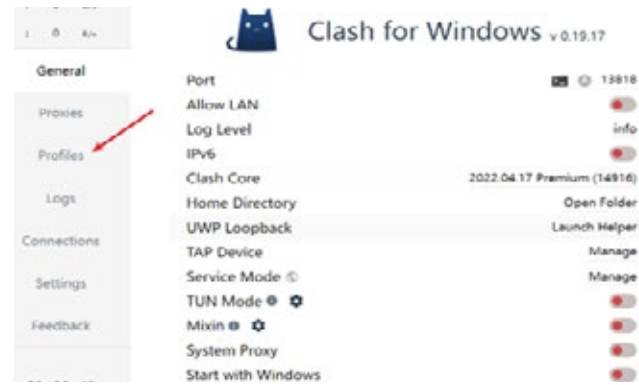 Clash for Windows v 0.19.17
General
Proxies
Profiles
Logs
Connections
Settings
Feedback
Port 13818
Allow LAN
Log Level info
IPv6
Clash Core 2022.04.17 Premium (14916)
Home Directory Open Folder
UWP Loopback Launch Helper
TAP Device Manage
Service Mode Manage
TUN Mode
Mixin
System Proxy
Start with Windows